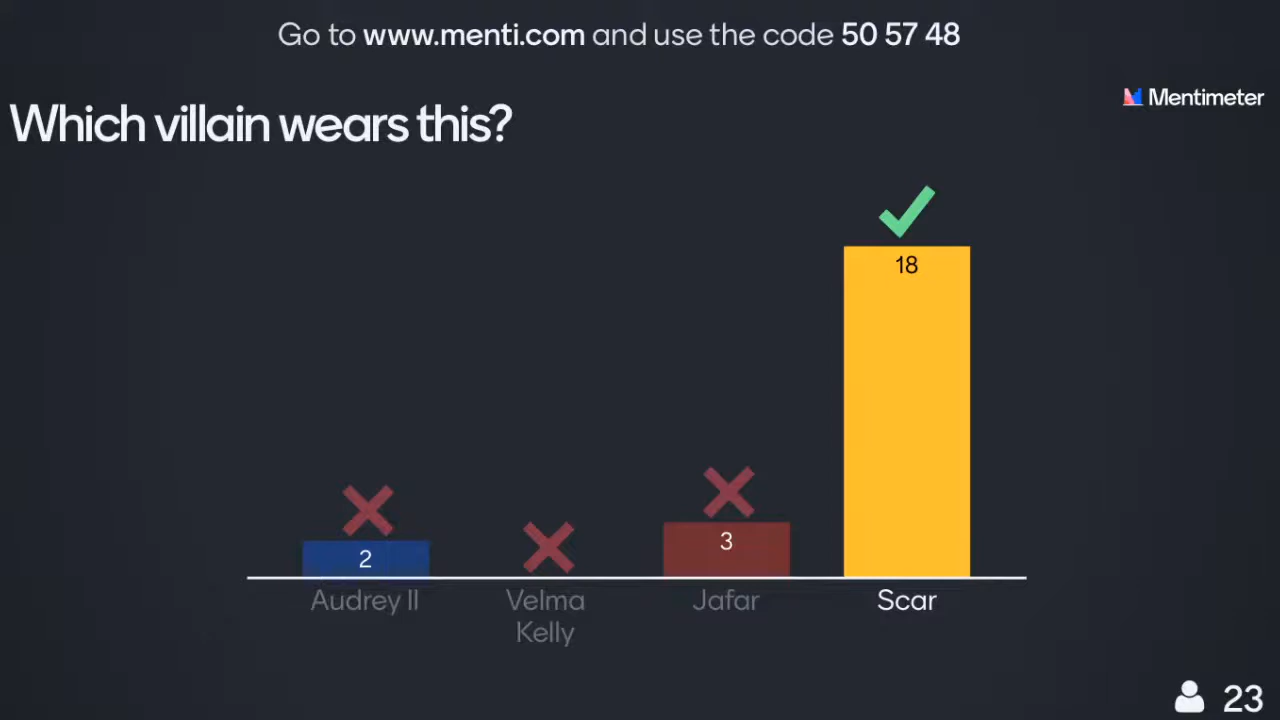 Go to www.menti.com and use the code 50 57 48
Mentimeter
Which villain wears this?
18
3
2
Audrey II
Velma
Kelly
Jafar
Scar
23